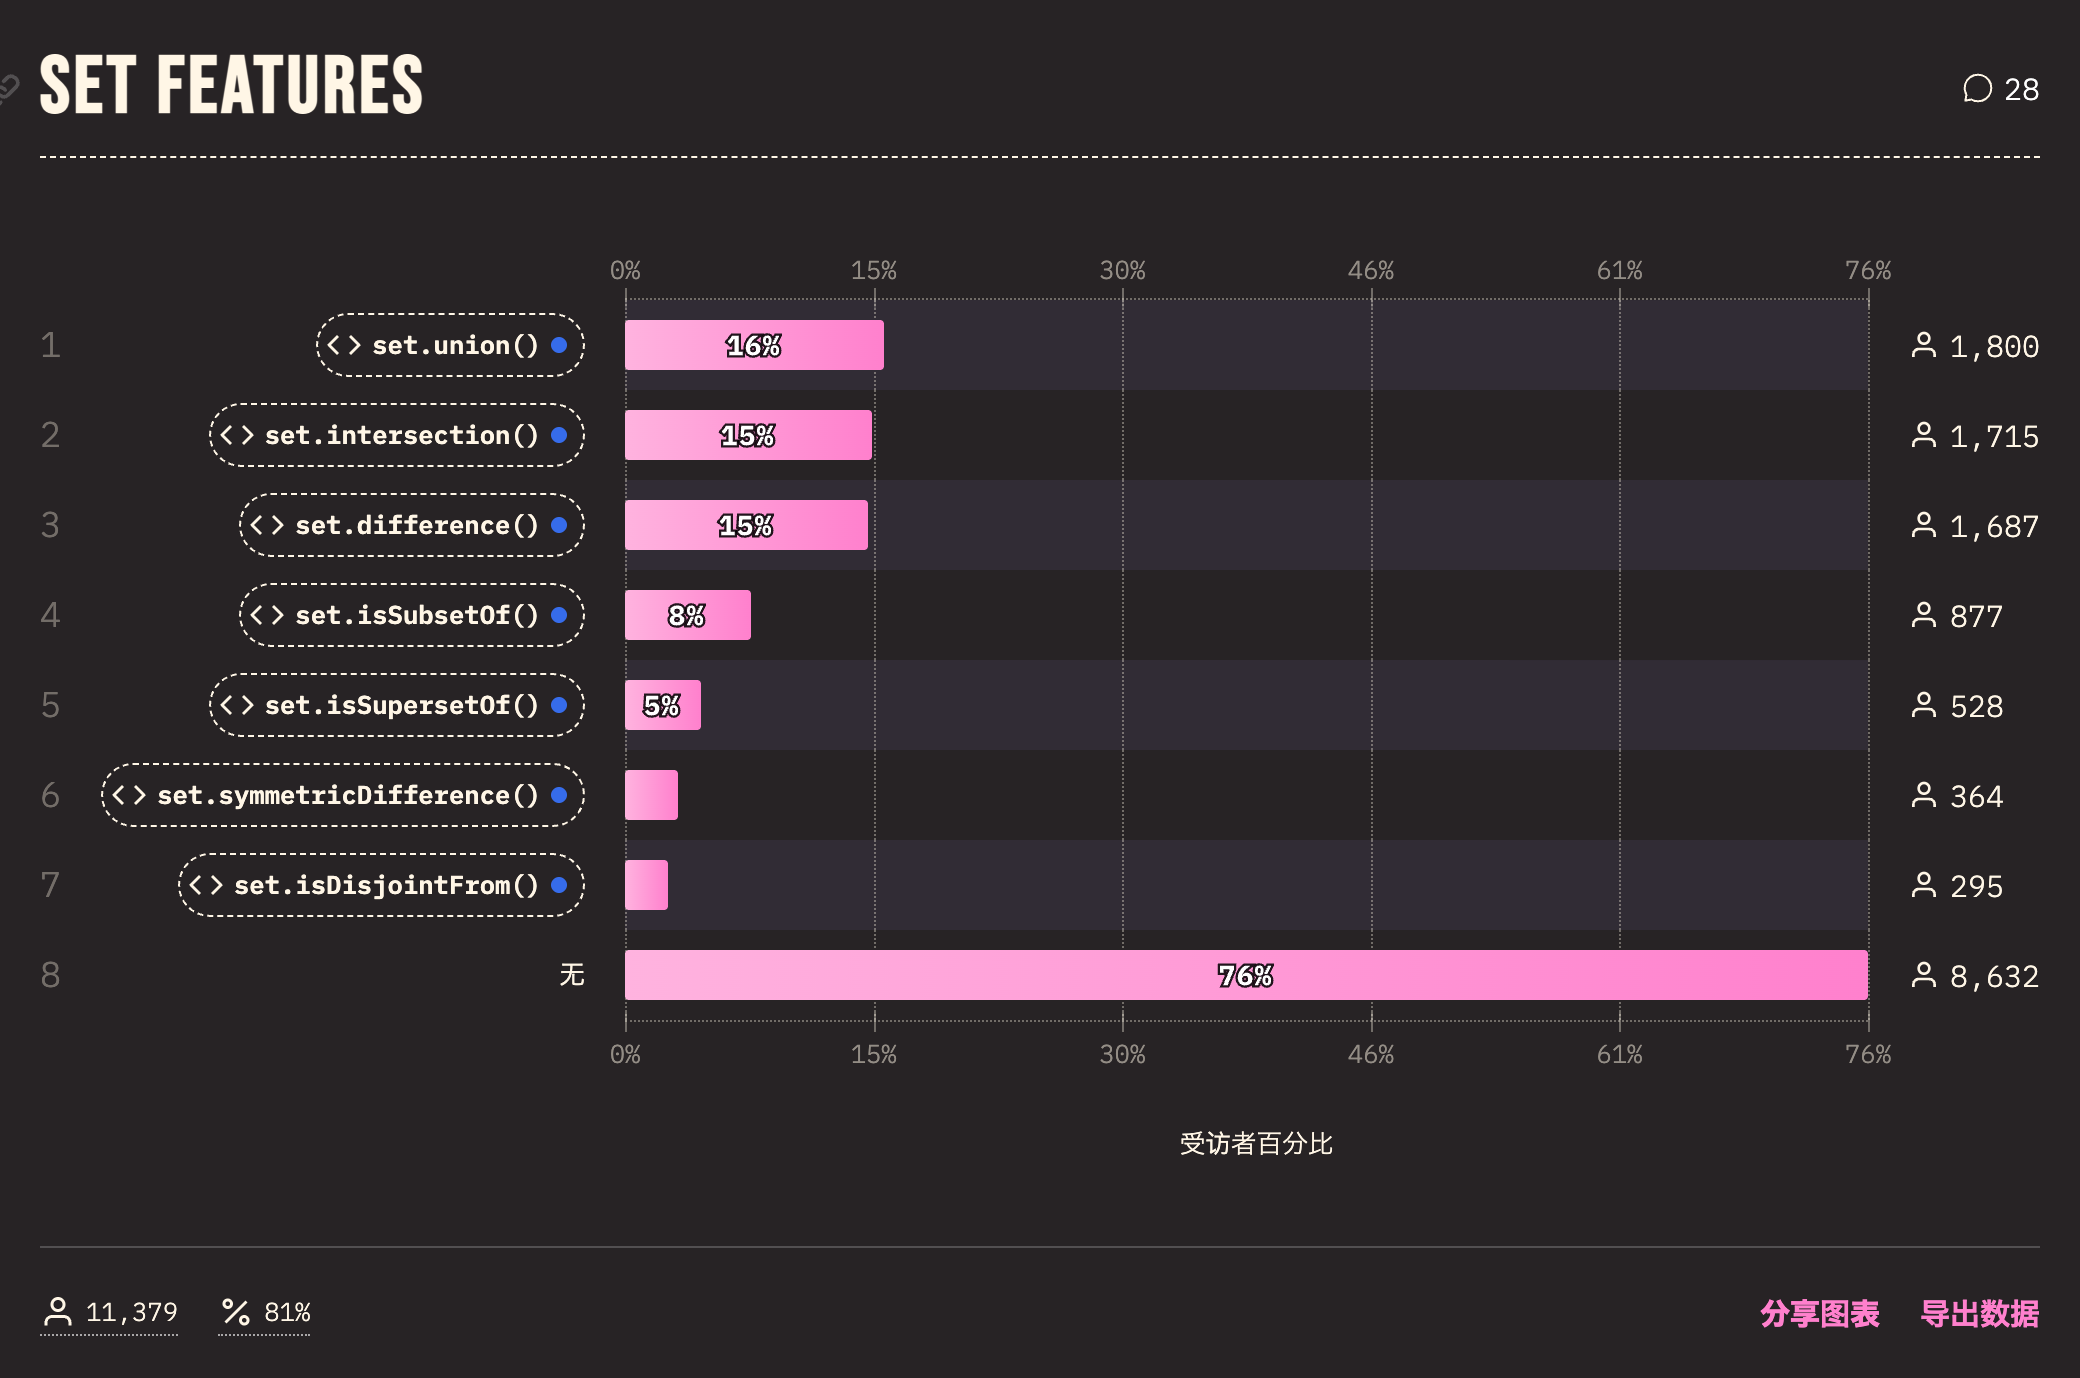 SET FEATURES
28
0% 15% 30% 46% 61% 76%
1 <> set.union() 16% 1,800
2 <> set.intersection() 15% 1,715
3 <> set.difference() 15% 1,687
4 <> set.isSubsetOf() 8% 877
5 <> set.isSupersetOf() 5% 528
6 <> set.symmetricDifference() 364
7 <> set.isDisjointFrom() 295
8 无 76% 8,632
0% 15% 30% 46% 61% 76%
受访者百分比
11,379 % 81% 分享图表 导出数据